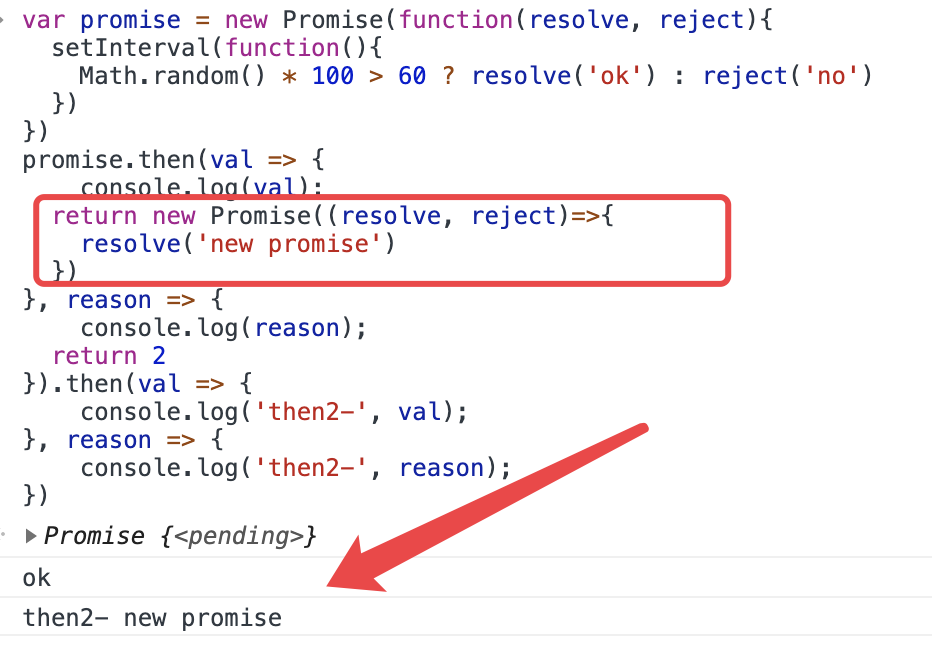 var promise = new Promise(function(resolve, reject){
  setInterval(function(){
    Math.random() * 100 > 60 ? resolve('ok') : reject('no')
  })
})
promise.then(val => {
    console.log(val);
  return new Promise((resolve, reject)=>{
    resolve('new promise')
  })
}, reason => {
    console.log(reason);
  return 2
}).then(val => {
    console.log('then2-', val);
}, reason => {
    console.log('then2-', reason);
})
Promise {<pending>}
ok
then2- new promise